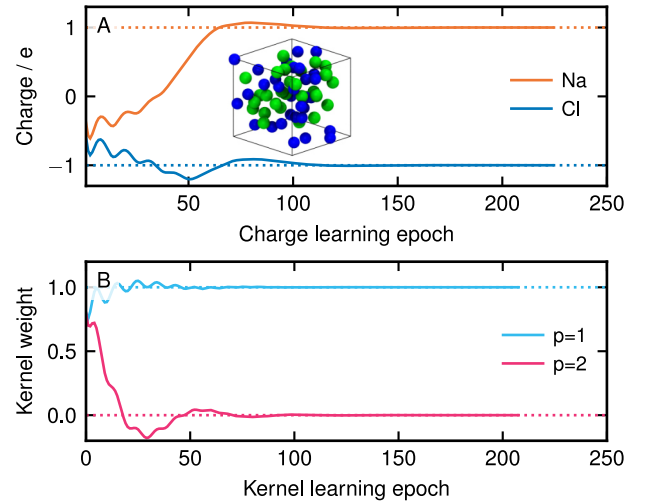 A
1
0
−1
Charge / e
Na
Cl
50
100
150
200
250
Charge learning epoch
B
1.0
0.5
0.0
Kernel weight
p=1
p=2
0
50
100
150
200
250
Kernel learning epoch